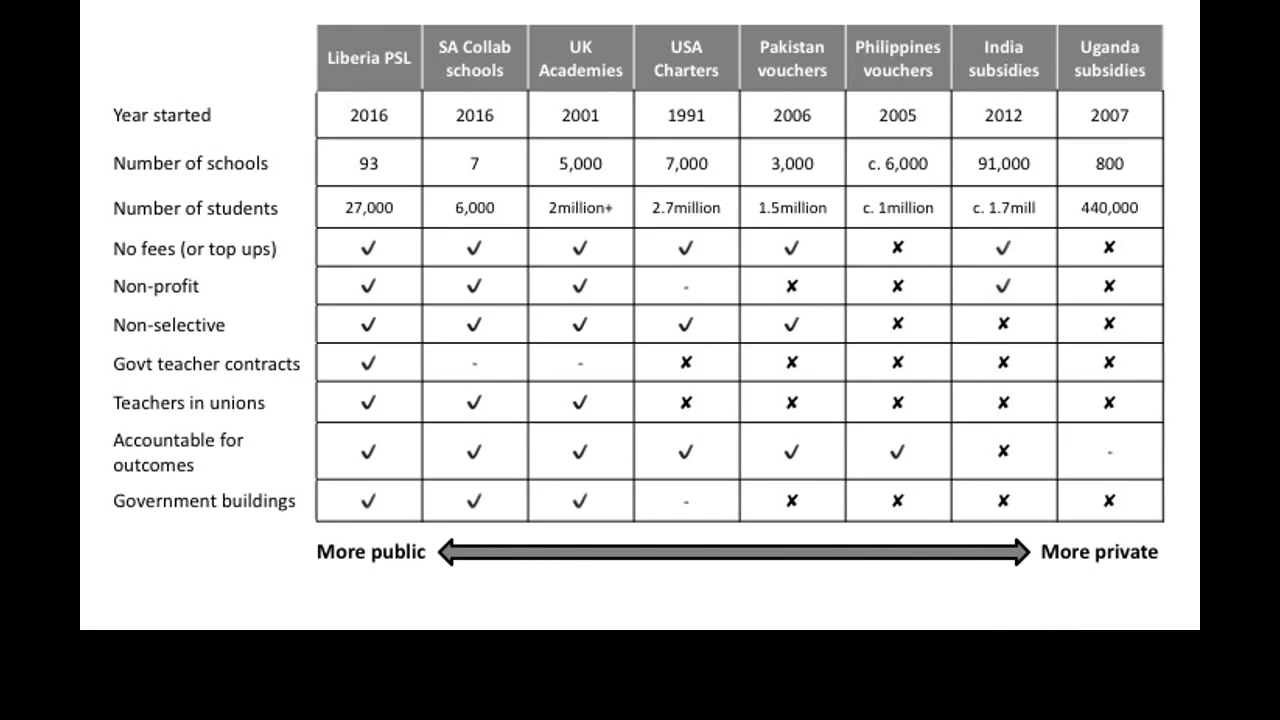 Liberia PSL SA Collab schools UK Academies USA Charters Pakistan vouchers Philippines vouchers India subsidies Uganda subsidies
Year started 2016 2016 2001 1991 2006 2005 2012 2007
Number of schools 93 7 5,000 7,000 3,000 c. 6,000 91,000 800
Number of students 27,000 6,000 2million+ 2.7million 1.5million c. 1million c. 1.7mill 440,000
No fees (or top ups) ✓ ✓ ✓ ✓ ✓ ✘ ✓ ✘
Non-profit ✓ ✓ ✓ - ✘ ✘ ✓ ✘
Non-selective ✓ ✓ ✓ ✓ ✓ ✘ ✘ ✘
Govt teacher contracts ✓ - - ✘ ✘ ✘ ✘ ✘
Teachers in unions ✓ ✓ ✓ ✘ ✘ ✘ ✘ ✘
Accountable for outcomes ✓ ✓ ✓ ✓ ✓ ✓ ✘ -
Government buildings ✓ ✓ ✓ - ✘ ✘ ✘ ✘
More public More private